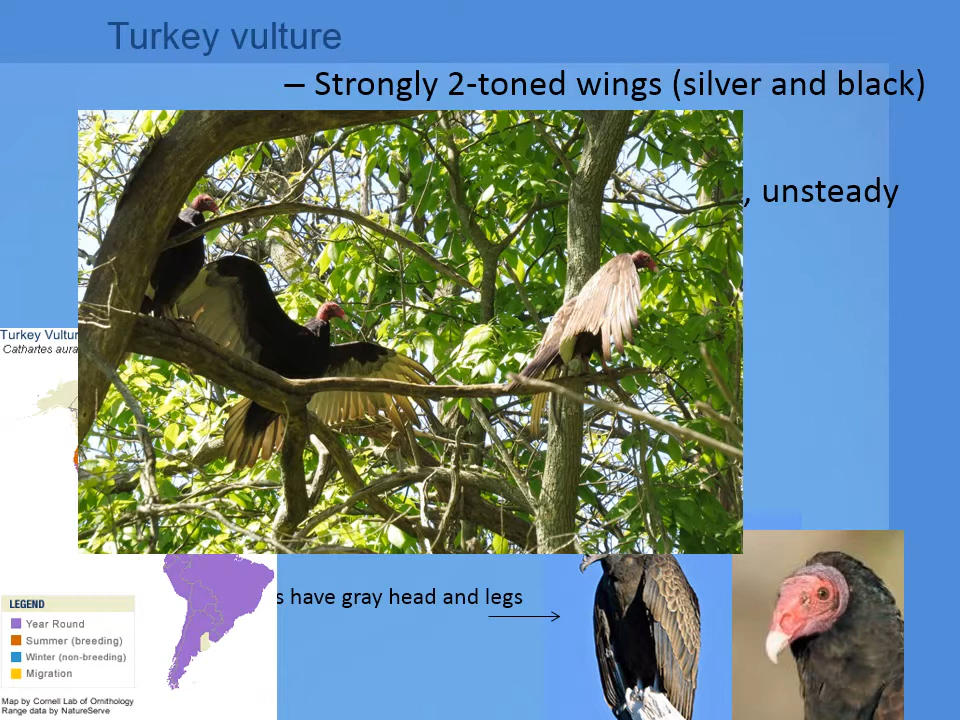 Turkey vulture
– Strongly 2-toned wings (silver and black)
, unsteady
Turkey Vultur
Cathartes aura
s have gray head and legs
LEGEND
Year Round
Summer (breeding)
Winter (non-breeding)
Migration
Map by Cornell Lab of Ornithology
Range data by NatureServe